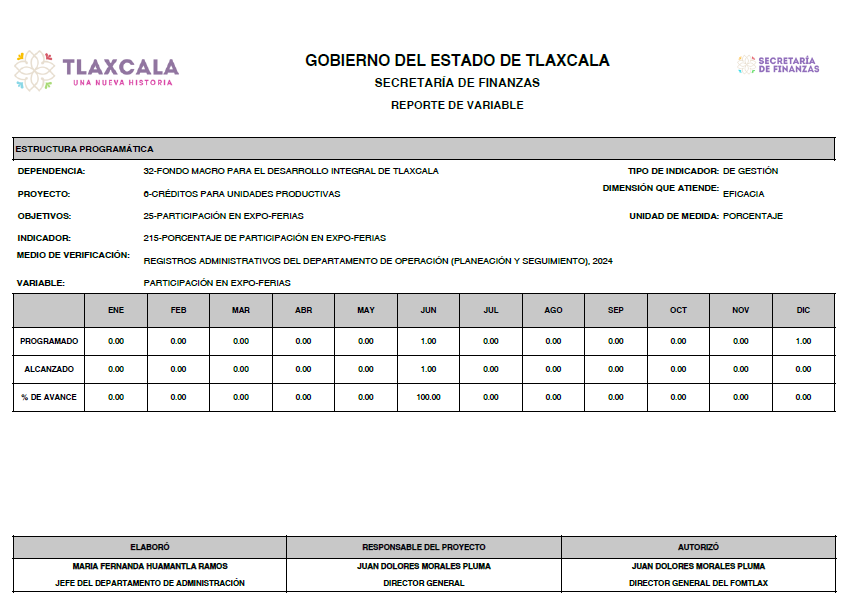 TLAXCALA
UNA NUEVA HISTORIA
GOBIERNO DEL ESTADO DE TLAXCALA
SECRETARÍA DE FINANZAS
REPORTE DE VARIABLE
SECRETARÍA
DE FINANZAS
ESTRUCTURA PROGRAMÁTICA
DEPENDENCIA: 32-FONDO MACRO PARA EL DESARROLLO INTEGRAL DE TLAXCALA TIPO DE INDICADOR: DE GESTIÓN
PROYECTO: 6-CRÉDITOS PARA UNIDADES PRODUCTIVAS DIMENSIÓN QUE ATIENDE: EFICACIA
OBJETIVOS: 25-PARTICIPACIÓN EN EXPO-FERIAS UNIDAD DE MEDIDA: PORCENTAJE
INDICADOR: 215-PORCENTAJE DE PARTICIPACIÓN EN EXPO-FERIAS
MEDIO DE VERIFICACIÓN: REGISTROS ADMINISTRATIVOS DEL DEPARTAMENTO DE OPERACIÓN (PLANEACIÓN Y SEGUIMIENTO), 2024
VARIABLE: PARTICIPACIÓN EN EXPO-FERIAS
ENE FEB MAR ABR MAY JUN JUL AGO SEP OCT NOV DIC
PROGRAMADO 0.00 0.00 0.00 0.00 0.00 1.00 0.00 0.00 0.00 0.00 0.00 1.00
ALCANZADO 0.00 0.00 0.00 0.00 0.00 1.00 0.00 0.00 0.00 0.00 0.00 0.00
% DE AVANCE 0.00 0.00 0.00 0.00 0.00 100.00 0.00 0.00 0.00 0.00 0.00 0.00
ELABORÓ RESPONSABLE DEL PROYECTO AUTORIZÓ
MARIA FERNANDA HUAMANTLA RAMOS JUAN DOLORES MORALES PLUMA JUAN DOLORES MORALES PLUMA
JEFE DEL DEPARTAMENTO DE ADMINISTRACIÓN DIRECTOR GENERAL DIRECTOR GENERAL DEL FOMTLAX